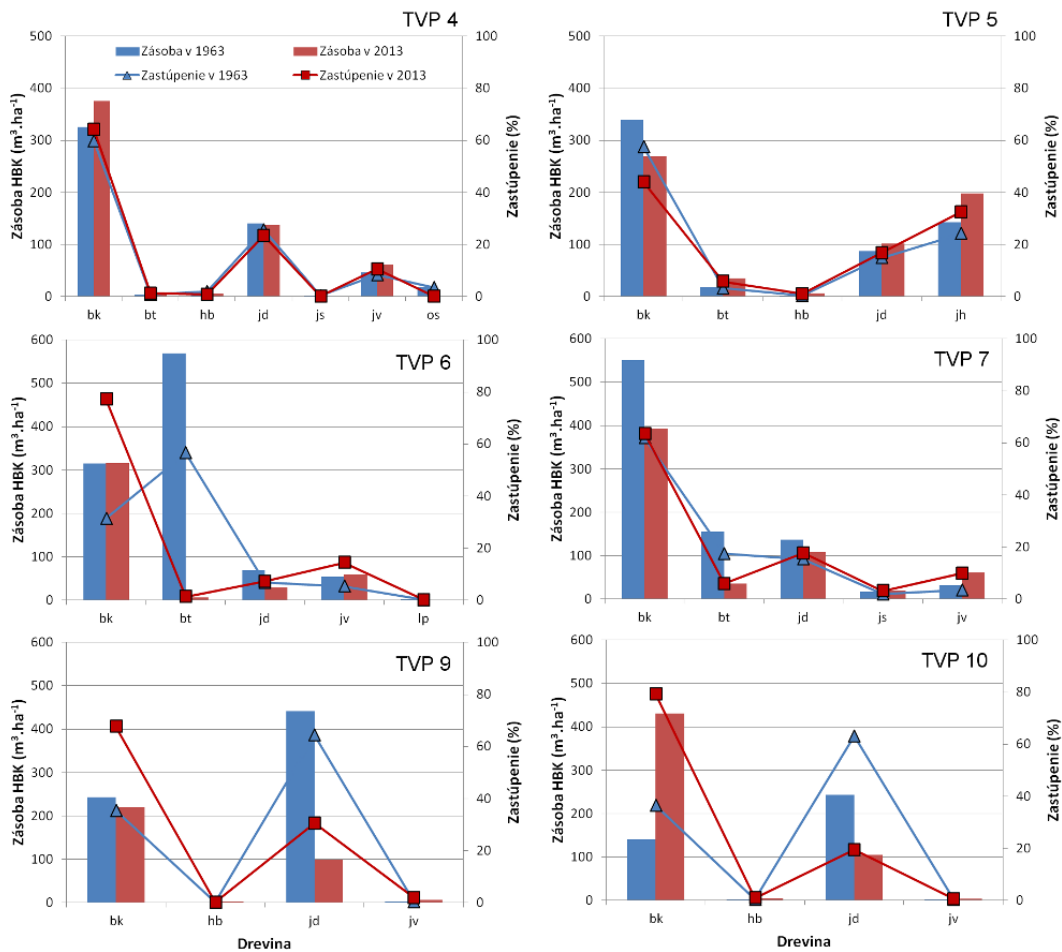 TVP 4
Zásoba HBK (m³.ha⁻¹)
500
400
300
200
100
0
Zásoba v 1963
Zásoba v 2013
Zastúpenie v 1963
Zastúpenie v 2013
100
80
60
40
20
0
Zastúpenie (%)
bk bt hb jd js jv os
TVP 5
Zásoba HBK (m³.ha⁻¹)
500
400
300
200
100
0
100
80
60
40
20
0
Zastúpenie (%)
bk bt hb jd jh
TVP 6
Zásoba HBK (m³.ha⁻¹)
600
500
400
300
200
100
0
100
80
60
40
20
0
Zastúpenie (%)
bk bt jd jv lp
TVP 7
Zásoba HBK (m³.ha⁻¹)
600
500
400
300
200
100
0
100
80
60
40
20
0
Zastúpenie (%)
bk bt jd js jv
TVP 9
Zásoba HBK (m³.ha⁻¹)
600
500
400
300
200
100
0
100
80
60
40
20
0
Zastúpenie (%)
bk hb jd jv
Drevina
TVP 10
Zásoba HBK (m³.ha⁻¹)
600
500
400
300
200
100
0
100
80
60
40
20
0
Zastúpenie (%)
bk hb jd jv
Drevina